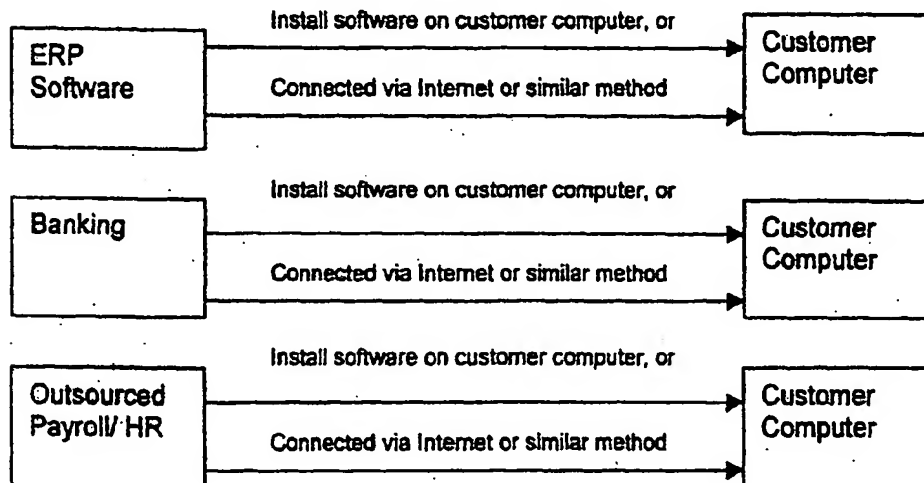 Install software on customer computer, or
ERP
Software
Customer
Computer
Connected via Internet or similar method
Install software on customer computer, or
Banking
Customer
Computer
Connected via Internet or similar method
Install software on customer computer, or
Outsourced
Payroll/ HR
Customer
Computer
Connected via Internet or similar method